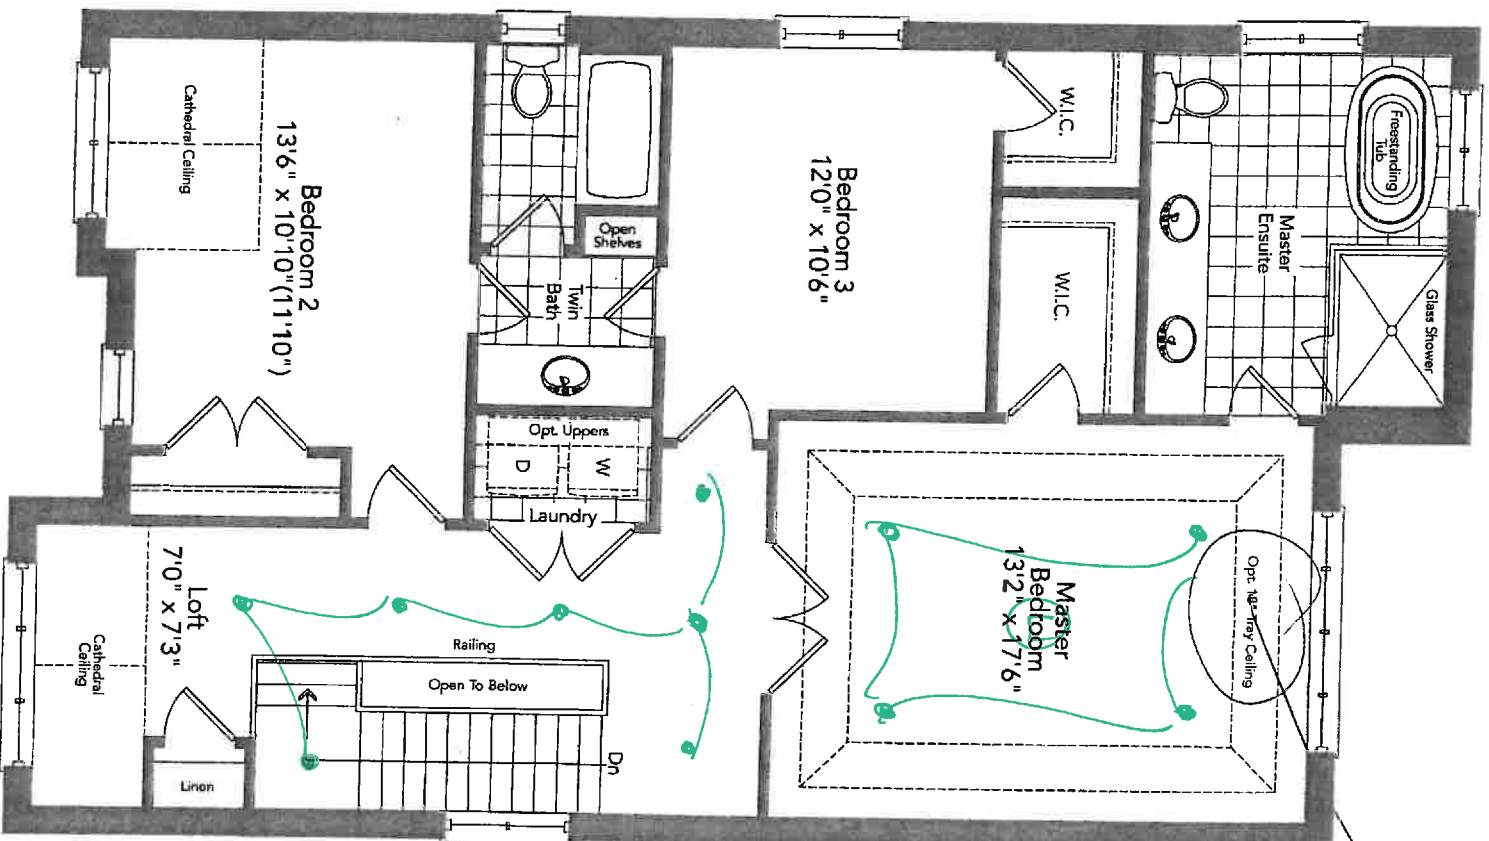 Cathedral Ceiling
Bedroom 2
13'6" x 10'10"(11'10")
Open
Shelves
Twin
Bath
Bedroom 3
12'0" x 10'6"
W.I.C.
W.I.C.
Freestanding
Tub
Master
Ensuite
Glass Shower
Opt. Uppers
D
W
Laundry
Loft
7'0" x 7'3"
Cathedral
Ceiling
Railing
Open To Below
Dn
Linen
Master
Bedroom
13'2" x 17'6"
Opt. 18" Tray Ceiling